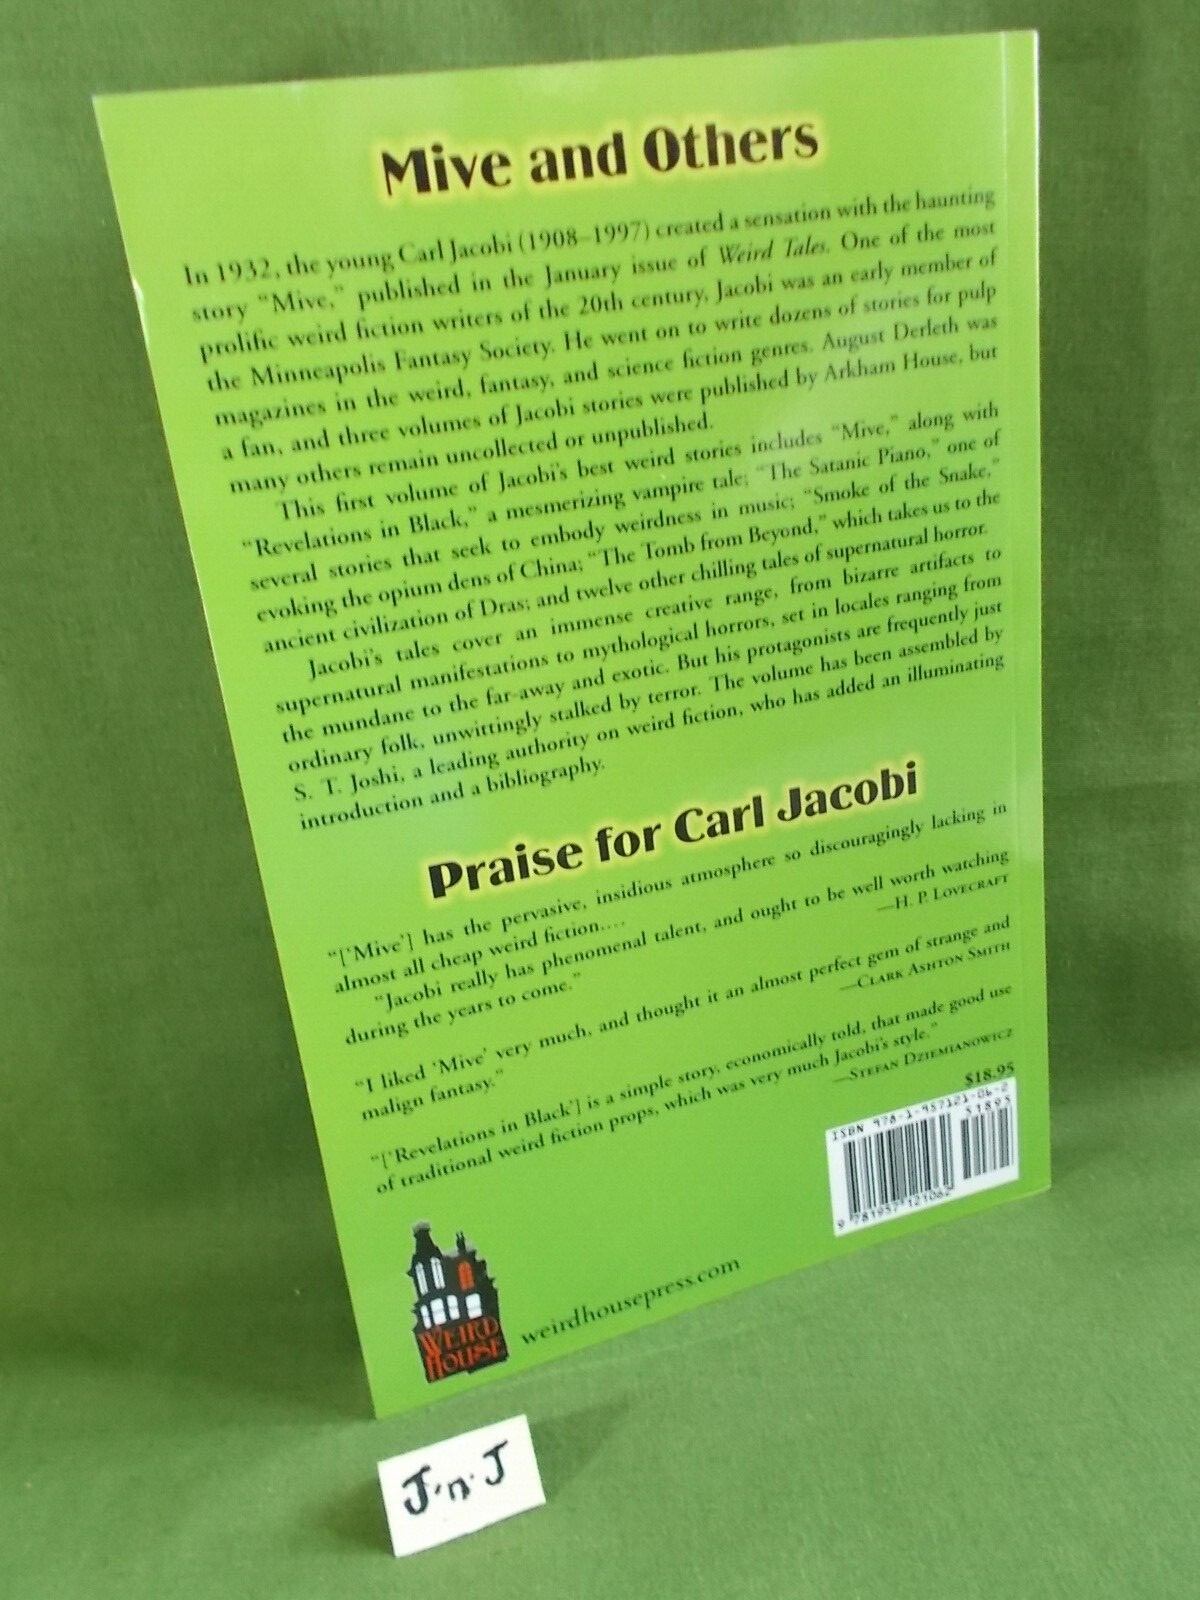 Mive and Others
In 1932, the young Carl Jacobi (1908–1997) created a sensation with the haunting
story "Mive," published in the January issue of Weird Tales. One of the most
prolific weird fiction writers of the 20th century, Jacobi was an early member of
the Minneapolis Fantasy Society. He went on to write dozens of stories for pulp
magazines in the weird, fantasy, and science fiction genres. August Derleth was
a fan, and three volumes of Jacobi stories were published by Arkham House, but
many others remain uncollected or unpublished.
This first volume of Jacobi's best weird stories includes "Mive," along with
"Revelations in Black," a mesmerizing vampire tale; "The Satanic Piano," one of
several stories that seek to embody weirdness in music; "Smoke of the Snake,"
evoking the opium dens of China; "The Tomb from Beyond," which takes us to the
ancient civilization of Dras; and twelve other chilling tales of supernatural horror.
Jacobi's tales cover an immense creative range, from bizarre artifacts to
supernatural manifestations to mythological horrors, set in locales ranging from
the mundane to the far-away and exotic. But his protagonists are frequently just
ordinary folk, unwittingly stalked by terror. The volume has been assembled by
S. T. Joshi, a leading authority on weird fiction, who has added an illuminating
introduction and a bibliography.
Praise for Carl Jacobi
"['Mive'] has the pervasive, insidious atmosphere so discouragingly lacking in
almost all cheap weird fiction....
"Jacobi really has phenomenal talent, and ought to be well worth watching
during the years to come."
—H. P. LOVECRAFT
"I liked 'Mive' very much, and thought it an almost perfect gem of strange and
malign fantasy."
—CLARK ASHTON SMITH
"['Revelations in Black'] is a simple story, economically told, that made good use
of traditional weird fiction props, which was very much Jacobi's style."
—STEFAN DZIEMIANOWICZ
$18.95
ISBN 978-1-957121-06-2
51895
9 781957 121062
WEIRD
HOUSE
weirdhousepress.com
J.n.J